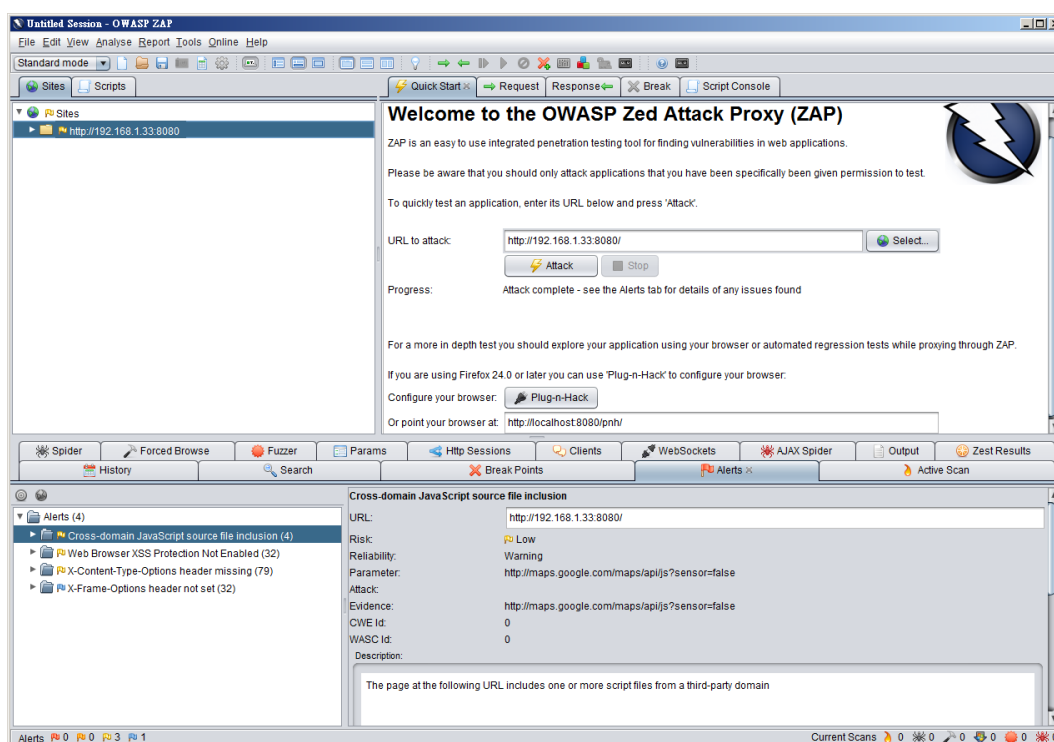 Untitled Session - OWASP ZAP
File Edit View Analyse Report Tools Online Help
Standard mode
Sites Scripts
Quick Start Request Response Break Script Console
Sites
http://192.168.1.33:8080
Welcome to the OWASP Zed Attack Proxy (ZAP)
ZAP is an easy to use integrated penetration testing tool for finding vulnerabilities in web applications.
Please be aware that you should only attack applications that you have been specifically been given permission to test.
To quickly test an application, enter its URL below and press 'Attack'.
URL to attack: http://192.168.1.33:8080/ Select...
Attack Stop
Progress: Attack complete - see the Alerts tab for details of any issues found
For a more in depth test you should explore your application using your browser or automated regression tests while proxying through ZAP.
If you are using Firefox 24.0 or later you can use 'Plug-n-Hack' to configure your browser:
Configure your browser: Plug-n-Hack
Or point your browser at: http://localhost:8080/pnh/
Spider Forced Browse Fuzzer Params Http Sessions Clients WebSockets AJAX Spider Output Zest Results
History Search Break Points Alerts Active Scan
Alerts (4)
Cross-domain JavaScript source file inclusion (4)
Web Browser XSS Protection Not Enabled (32)
X-Content-Type-Options header missing (79)
X-Frame-Options header not set (32)
Cross-domain JavaScript source file inclusion
URL: http://192.168.1.33:8080/
Risk: Low
Reliability: Warning
Parameter: http://maps.google.com/maps/api/js?sensor=false
Attack:
Evidence: http://maps.google.com/maps/api/js?sensor=false
CWE Id: 0
WASC Id: 0
Description:
The page at the following URL includes one or more script files from a third-party domain
Alerts 0 0 3 1
Current Scans 0 0 0 0 0